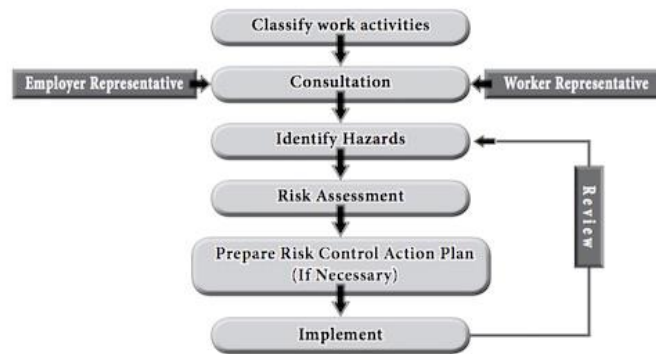 Classify work activities
Employer Representative
Consultation
Worker Representative
Identify Hazards
Risk Assessment
Review
Prepare Risk Control Action Plan
(If Necessary)
Implement